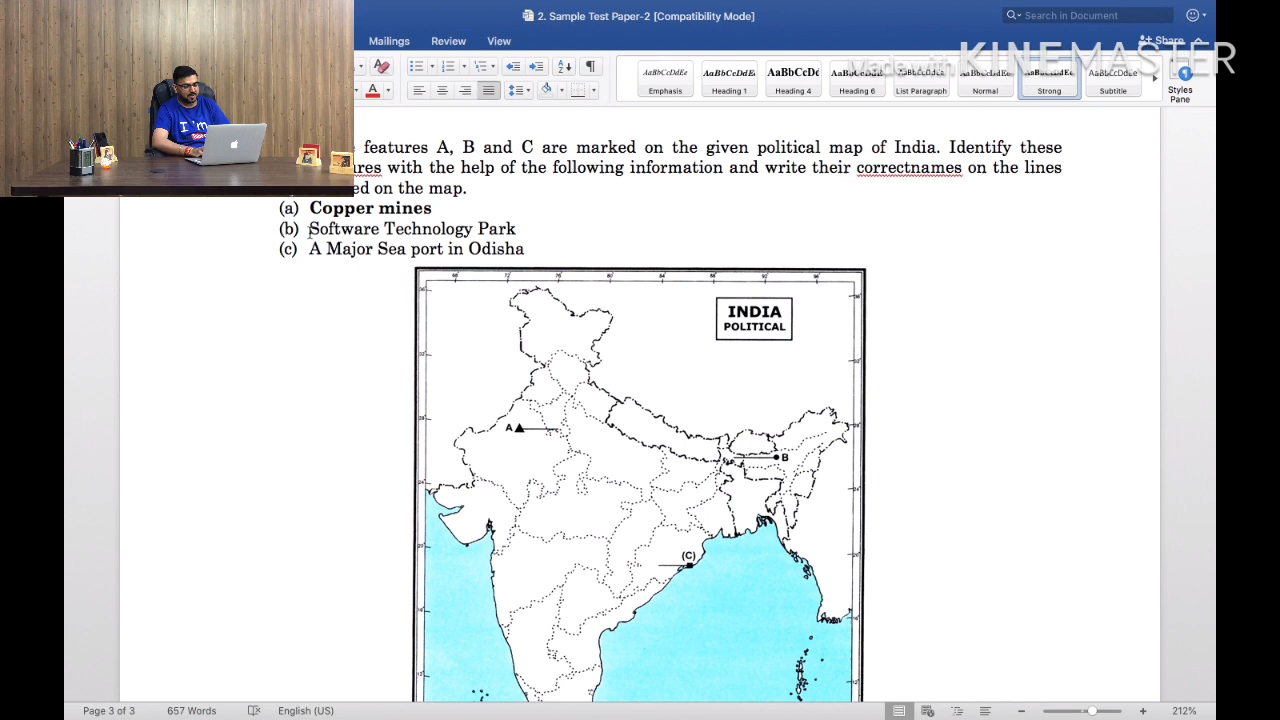 2. Sample Test Paper-2 [Compatibility Mode]
Search in Document
Mailings Review View
Share
Made with KINEMASTER
AaBbCcDdEe AaBbCcDdEe AaBbCcDc AaBbCcDdEe AaBbCcDdEe AaBbCcDdEe AaBbCcDdEe AaBbCcDdEe
Emphasis Heading 1 Heading 4 Heading 6 List Paragraph Normal Strong Subtitle
Styles
Pane
I'm
features A, B and C are marked on the given political map of India. Identify these
with the help of the following information and write their correctnames on the lines
on the map.
(a) Copper mines
(b) Software Technology Park
(c) A Major Sea port in Odisha
INDIA
POLITICAL
A
B
(C)
Page 3 of 3 657 Words English (US) 212%